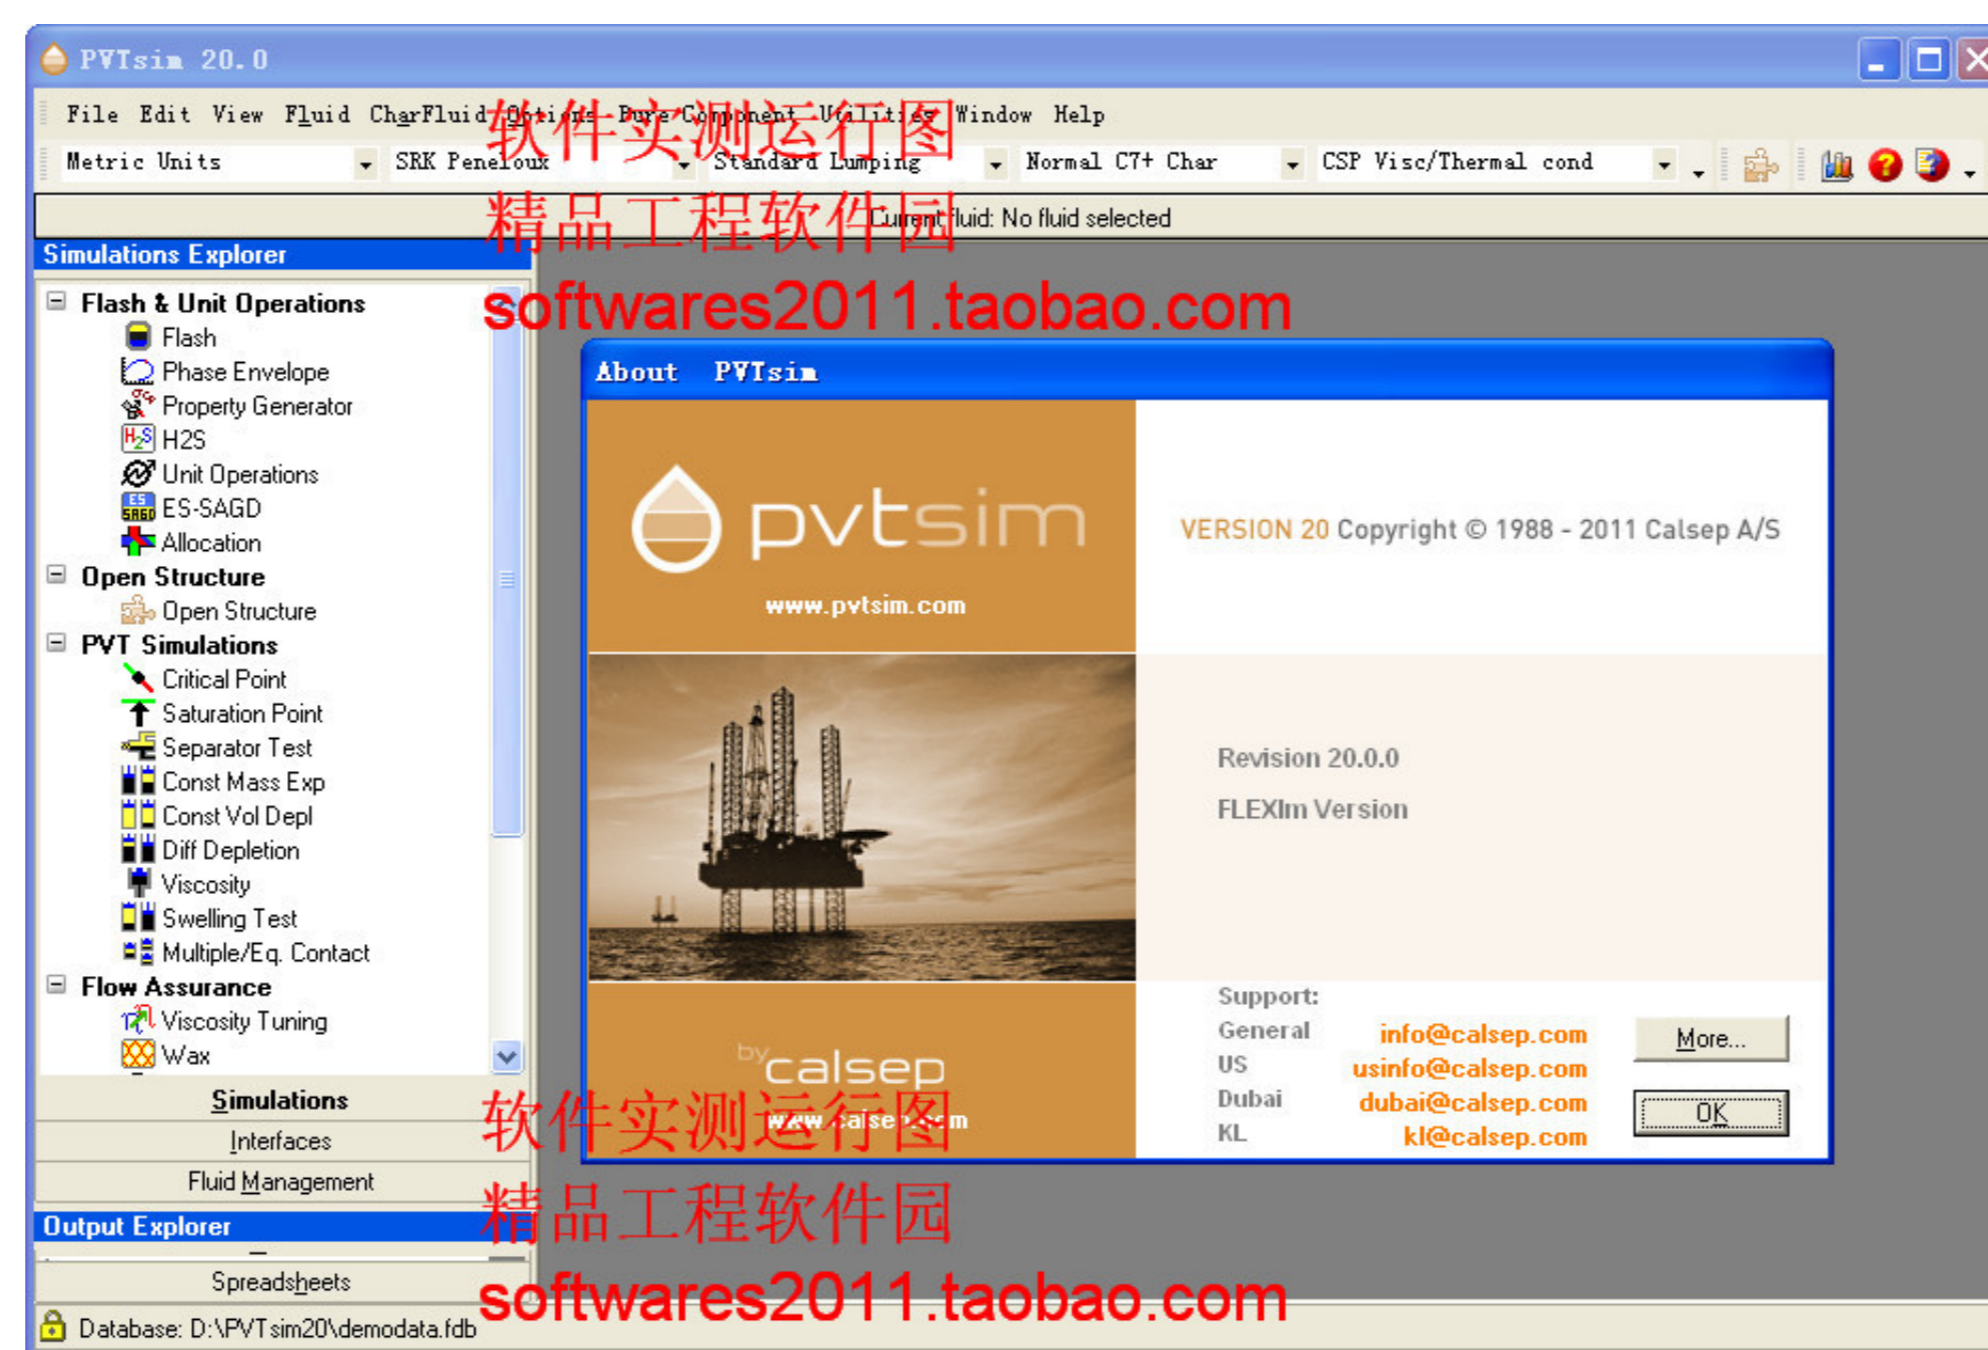 PVTsim 20.0
File Edit View Fluid CharFluid Options Pure Component Utilities Window Help
软件实测运行图
Metric Units SRK Peneloux Standard Lumping Normal C7+ Char CSP Visc/Thermal cond
精品工程软件园
Current fluid: No fluid selected
Simulations Explorer
softwares2011.taobao.com
Flash & Unit Operations
Flash
Phase Envelope
Property Generator
H2S H2S
Unit Operations
ES SAGD ES-SAGD
Allocation
Open Structure
Open Structure
PVT Simulations
Critical Point
Saturation Point
Separator Test
Const Mass Exp
Const Vol Depl
Diff Depletion
Viscosity
Swelling Test
Multiple/Eq. Contact
Flow Assurance
Viscosity Tuning
Wax
Simulations
Interfaces
Fluid Management
Output Explorer
Spreadsheets
Database: D:\PVTsim20\demodata.fdb
About PVTsim
pvtsim
www.pvtsim.com
VERSION 20 Copyright © 1988 - 2011 Calsep A/S
Revision 20.0.0
FLEXlm Version
Support:
General info@calsep.com
US usinfo@calsep.com
Dubai dubai@calsep.com
KL kl@calsep.com
More...
OK
by calsep
www.calsep.com
软件实测运行图
精品工程软件园
softwares2011.taobao.com